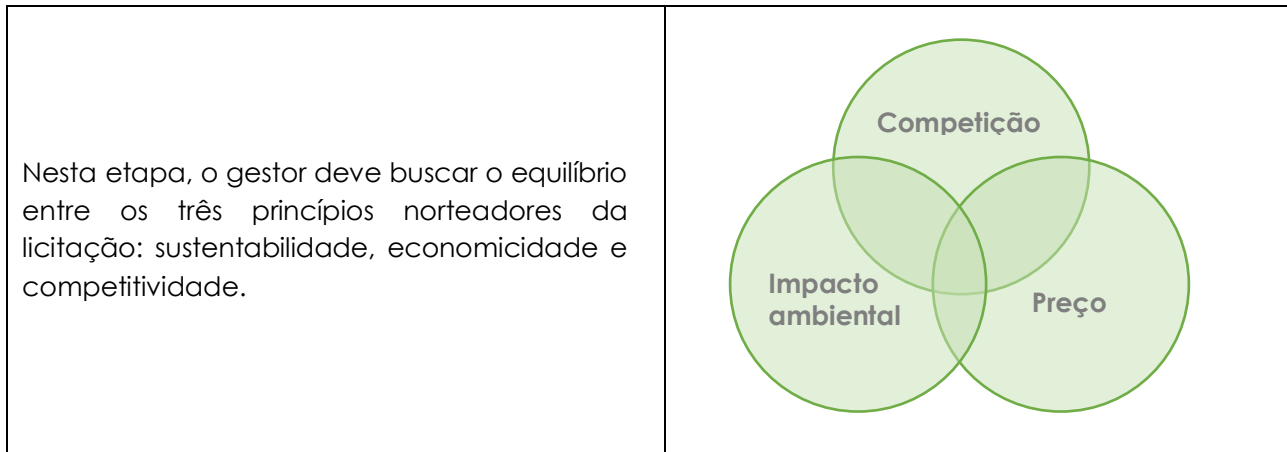 Nesta etapa, o gestor deve buscar o equilíbrio
entre os três princípios norteadores da
licitação: sustentabilidade, economicidade e
competitividade.
Competição
Impacto
ambiental
Preço